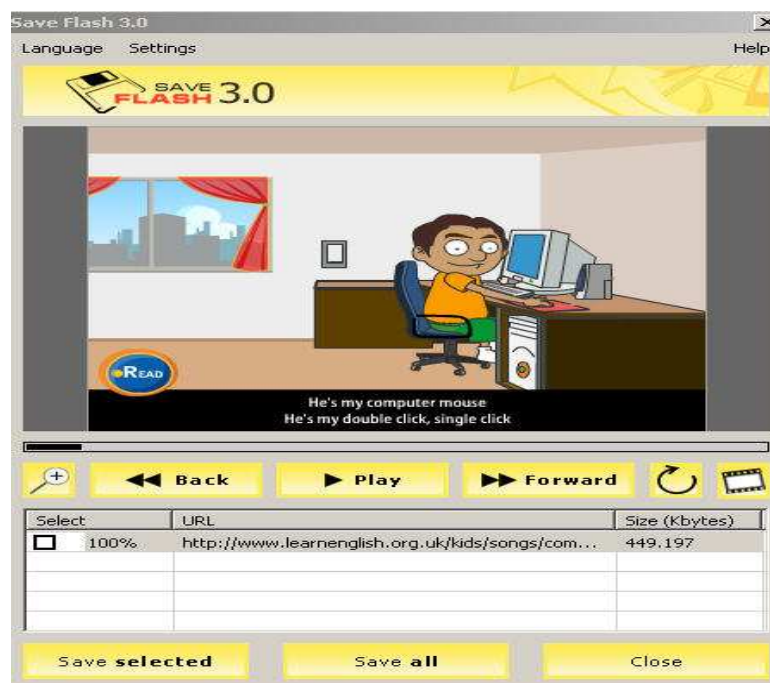 Save Flash 3.0
Language Settings Help
SAVE FLASH 3.0
READ
He's my computer mouse
He's my double click, single click
Back Play Forward
Select URL Size (Kbytes)
100% http://www.learnenglish.org.uk/kids/songs/com... 449.197
Save selected Save all Close